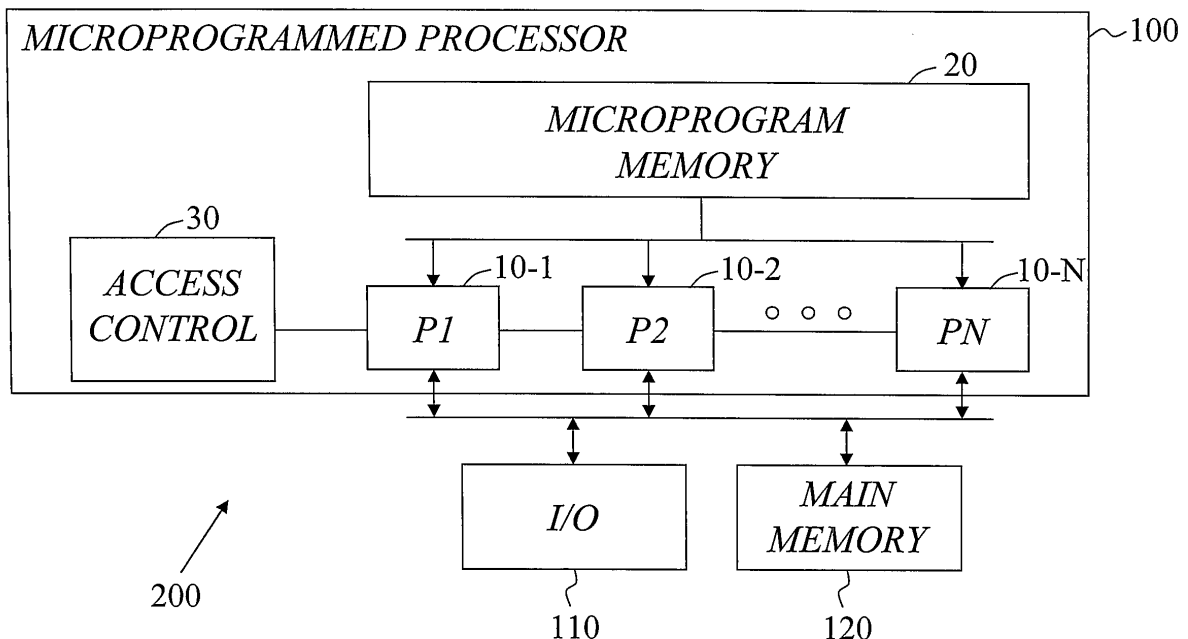 MICROPROGRAMMED PROCESSOR
100
20
MICROPROGRAM
MEMORY
30
ACCESS
CONTROL
10-1
10-2
10-N
P1
P2
PN
I/O
MAIN
MEMORY
200
110
120